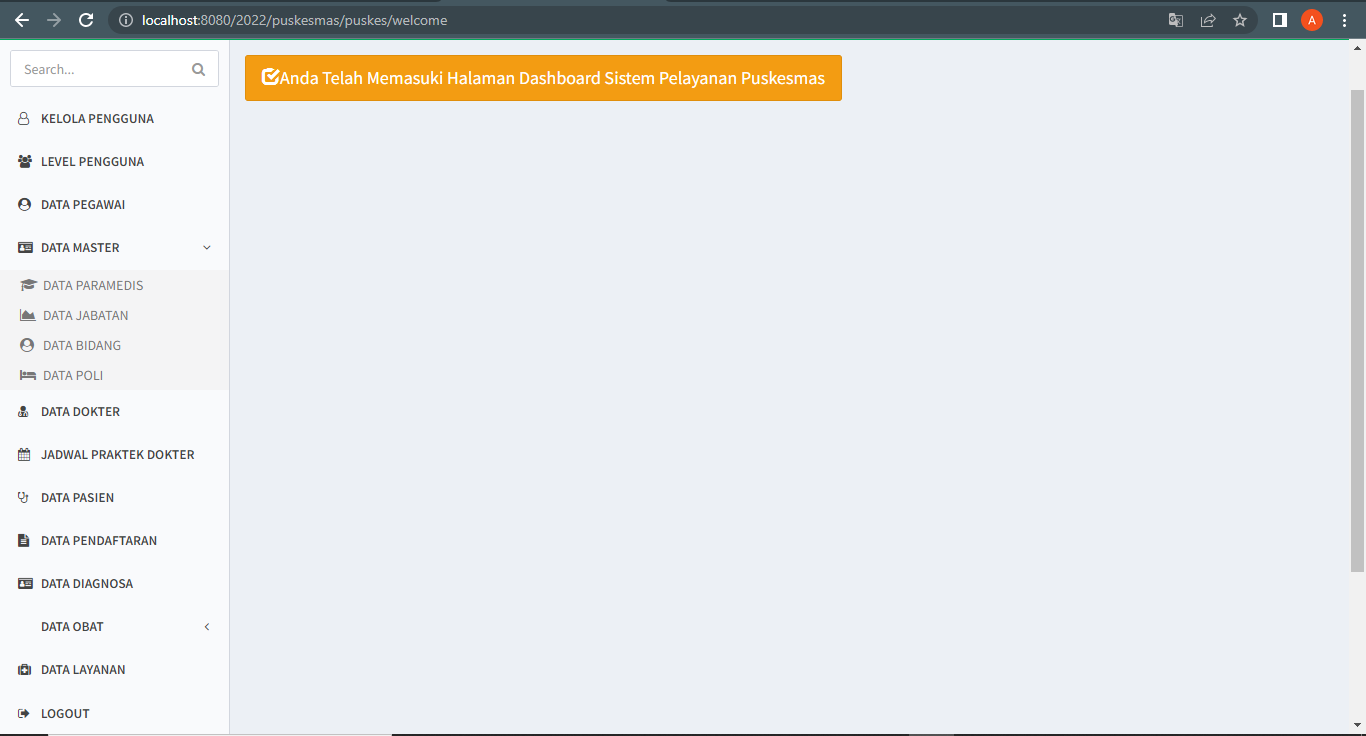 localhost:8080/2022/puskesmas/puskes/welcome
A
Search...
Anda Telah Memasuki Halaman Dashboard Sistem Pelayanan Puskesmas
KELOLA PENGGUNA
LEVEL PENGGUNA
DATA PEGAWAI
DATA MASTER
DATA PARAMEDIS
DATA JABATAN
DATA BIDANG
DATA POLI
DATA DOKTER
JADWAL PRAKTEK DOKTER
DATA PASIEN
DATA PENDAFTARAN
DATA DIAGNOSA
DATA OBAT
DATA LAYANAN
LOGOUT